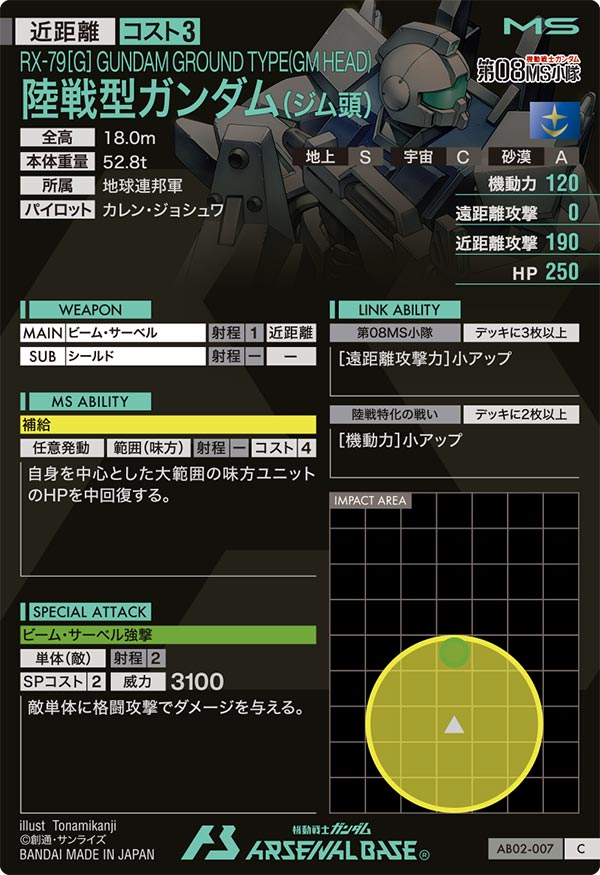 近距離 コスト3
MS
RX-79[G] GUNDAM GROUND TYPE(GM HEAD)
陸戦型ガンダム(ジム頭)
機動戦士ガンダム
第08MS小隊
全高 18.0m
本体重量 52.8t
所属 地球連邦軍
パイロット カレン・ジョシュワ
地上 S 宇宙 C 砂漠 A
機動力 120
遠距離攻撃 0
近距離攻撃 190
HP 250
WEAPON
MAIN ビーム・サーベル 射程 1 近距離
SUB シールド 射程 ー ー
MS ABILITY
補給
任意発動 範囲(味方) 射程 ー コスト 4
自身を中心とした大範囲の味方ユニット
のHPを中回復する。
SPECIAL ATTACK
ビーム・サーベル強撃
単体(敵) 射程 2
SPコスト 2 威力 3100
敵単体に格闘攻撃でダメージを与える。
LINK ABILITY
第08MS小隊 デッキに3枚以上
[遠距離攻撃力]小アップ
陸戦特化の戦い デッキに2枚以上
[機動力]小アップ
IMPACT AREA
illust Tonamikanji
©創通・サンライズ
BANDAI MADE IN JAPAN
機動戦士ガンダム
AB ARSENAL BASE®
AB02-007 C